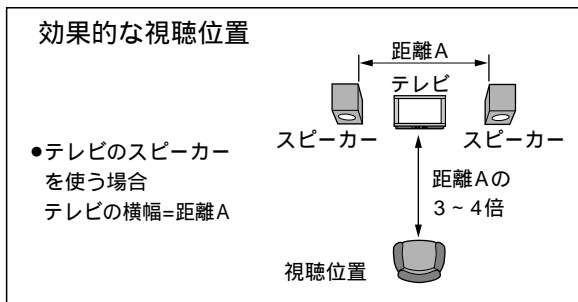 効果的な視聴位置
距離A
テレビ
スピーカー
スピーカー
●テレビのスピーカー
を使う場合
テレビの横幅=距離A
距離Aの
3 ~ 4倍
視聴位置